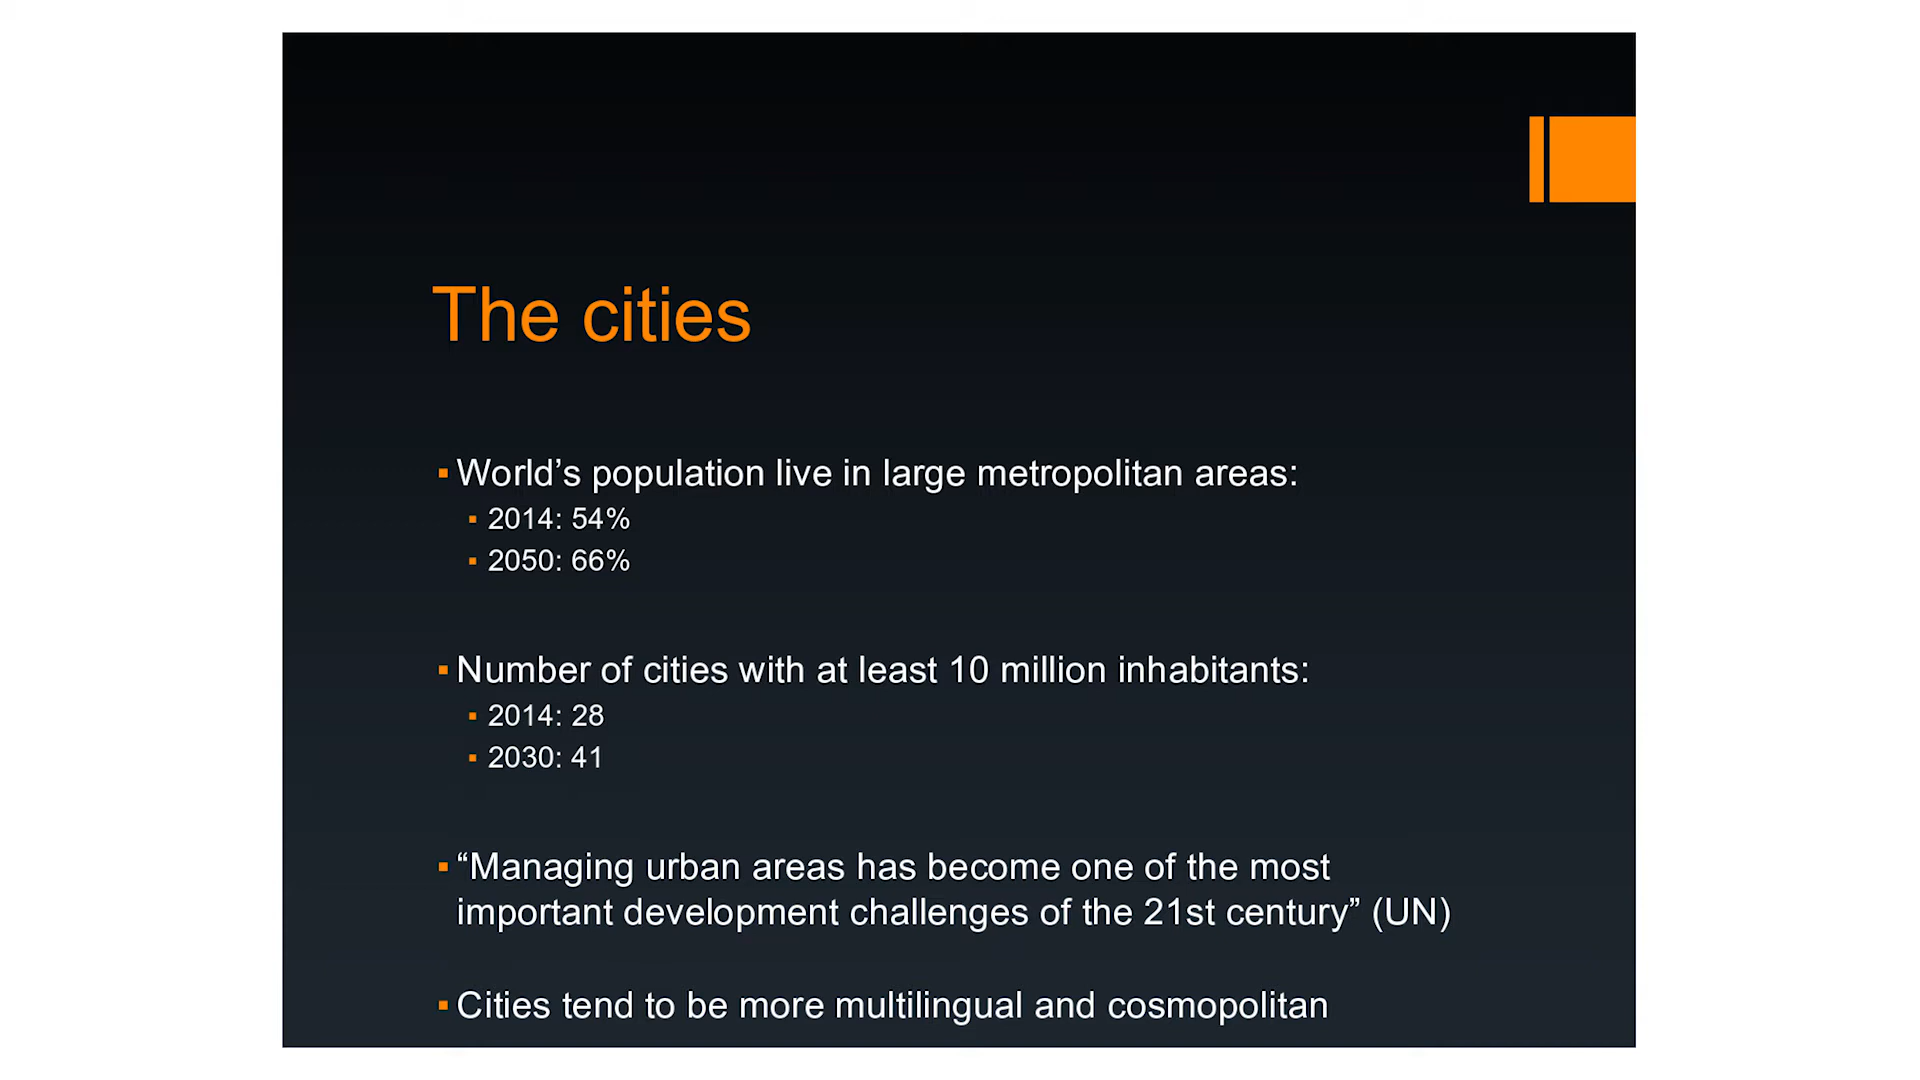 The cities
▪ World’s population live in large metropolitan areas:
▪ 2014: 54%
▪ 2050: 66%
▪ Number of cities with at least 10 million inhabitants:
▪ 2014: 28
▪ 2030: 41
▪ “Managing urban areas has become one of the most
important development challenges of the 21st century” (UN)
▪ Cities tend to be more multilingual and cosmopolitan